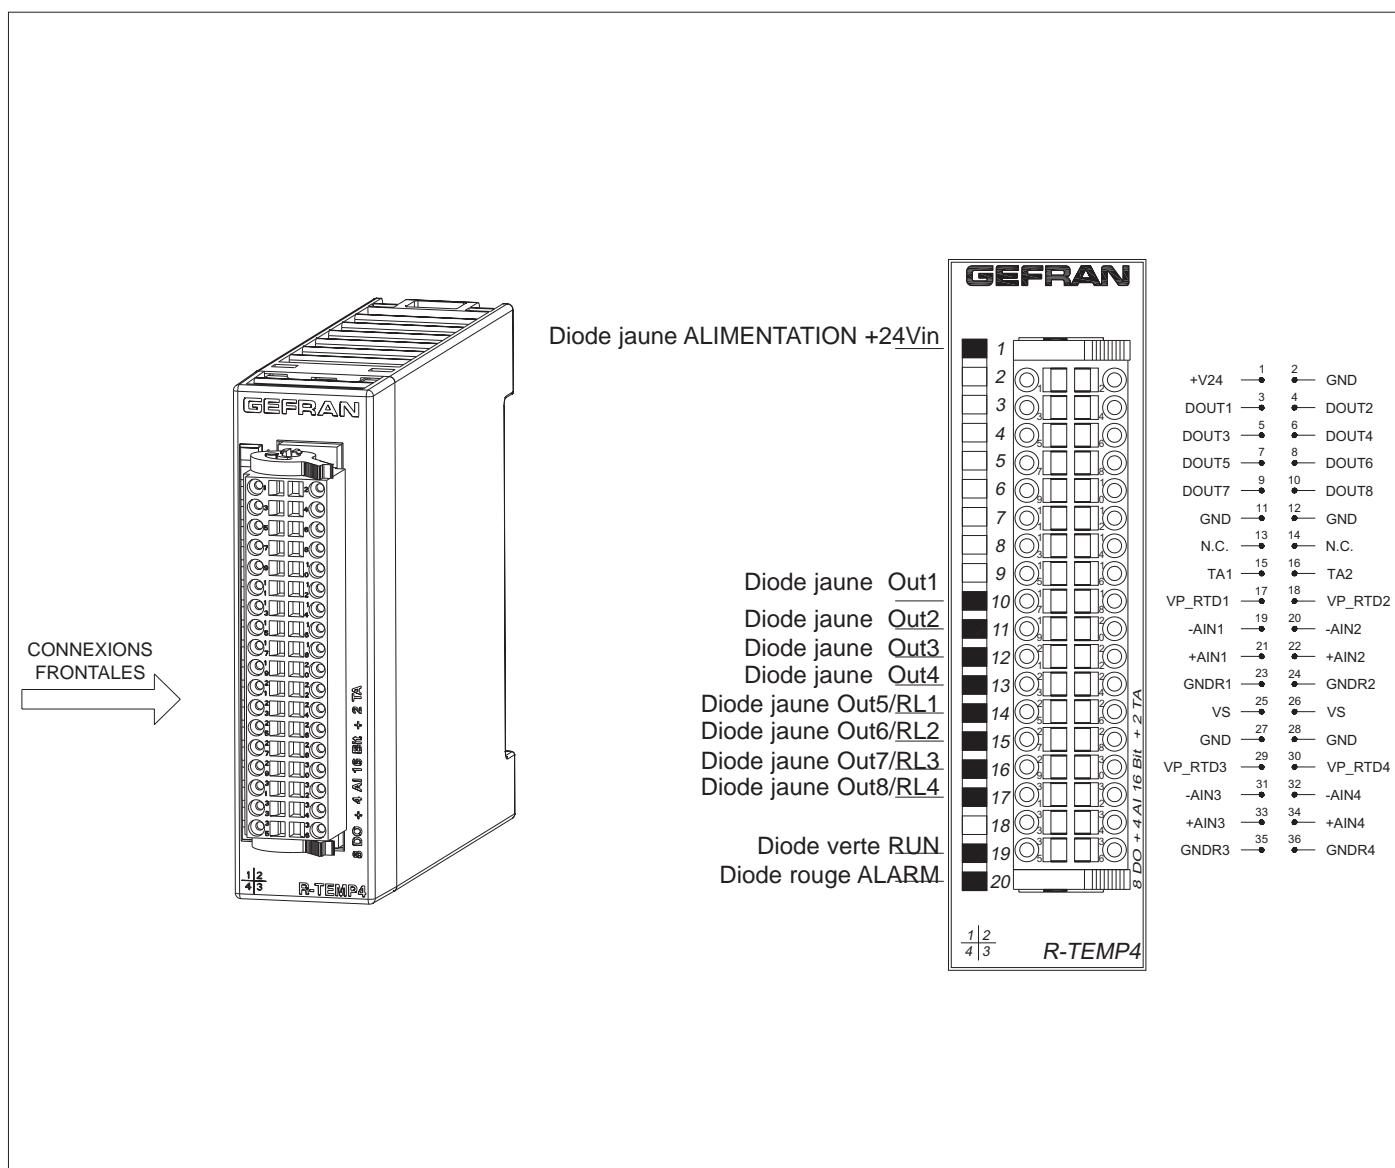 CONNEXIONS
FRONTALES
GEFRAN
8 DO + 4 AI 16 Bit + 2 TA
1 2
4 3
R-TEMP4
Diode jaune ALIMENTATION +24Vin
Diode jaune Out1
Diode jaune Out2
Diode jaune Out3
Diode jaune Out4
Diode jaune Out5/RL1
Diode jaune Out6/RL2
Diode jaune Out7/RL3
Diode jaune Out8/RL4
Diode verte RUN
Diode rouge ALARM
GEFRAN
1
2
3
4
5
6
7
8
9
10
11
12
13
14
15
16
17
18
19
20
8 DO + 4 AI 16 Bit + 2 TA
1 2
4 3
R-TEMP4
+V24 1 2 GND
DOUT1 3 4 DOUT2
DOUT3 5 6 DOUT4
DOUT5 7 8 DOUT6
DOUT7 9 10 DOUT8
GND 11 12 GND
N.C. 13 14 N.C.
TA1 15 16 TA2
VP_RTD1 17 18 VP_RTD2
-AIN1 19 20 -AIN2
+AIN1 21 22 +AIN2
GNDR1 23 24 GNDR2
VS 25 26 VS
GND 27 28 GND
VP_RTD3 29 30 VP_RTD4
-AIN3 31 32 -AIN4
+AIN3 33 34 +AIN4
GNDR3 35 36 GNDR4